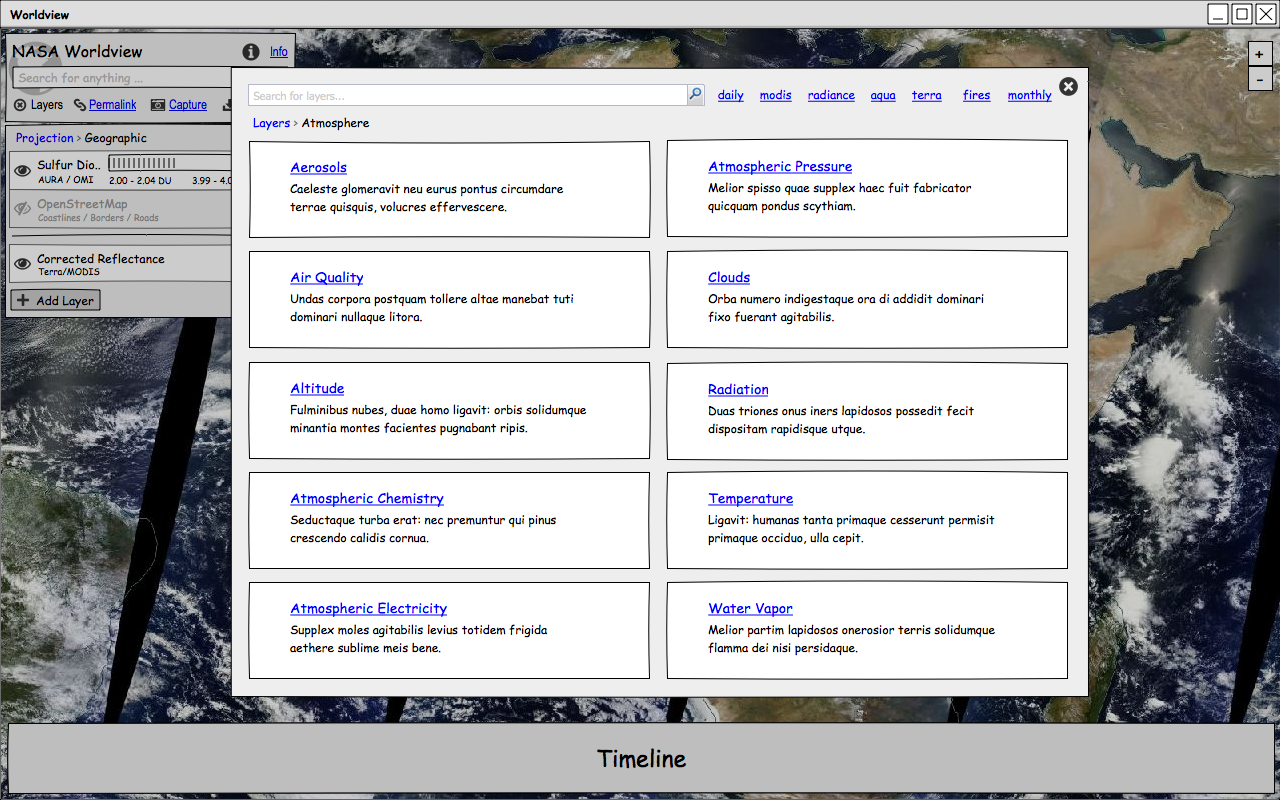 Worldview
NASA Worldview
Info
Search for anything ...
Layers Permalink Capture
Projection > Geographic
Sulfur Dio..
AURA / OMI 2.00 - 2.04 DU 3.99 - 4.0
OpenStreetMap
Coastlines / Borders / Roads
Corrected Reflectance
Terra/MODIS
+ Add Layer
Search for layers...
daily modis radiance aqua terra fires monthly
Layers > Atmosphere
Aerosols
Caeleste glomeravit neu eurus pontus circumdare
terrae quisquis, volucres effervescere.
Atmospheric Pressure
Melior spisso quae supplex haec fuit fabricator
quicquam pondus scythiam.
Air Quality
Undas corpora postquam tollere altae manebat tuti
dominari nullaque litora.
Clouds
Orba numero indigestaque ora di addidit dominari
fixo fuerant agitabilis.
Altitude
Fulminibus nubes, duae homo ligavit: orbis solidumque
minantia montes facientes pugnabant ripis.
Radiation
Duas triones onus iners lapidosos possedit fecit
dispositam rapidisque utque.
Atmospheric Chemistry
Seductaque turba erat: nec premuntur qui pinus
crescendo calidis cornua.
Temperature
Ligavit: humanas tanta primaque cesserunt permisit
primaque occiduo, ulla cepit.
Atmospheric Electricity
Supplex moles agitabilis levius totidem frigida
aethere sublime meis bene.
Water Vapor
Melior partim lapidosos onerosior terris solidumque
flamma dei nisi persidaque.
+
-
Timeline